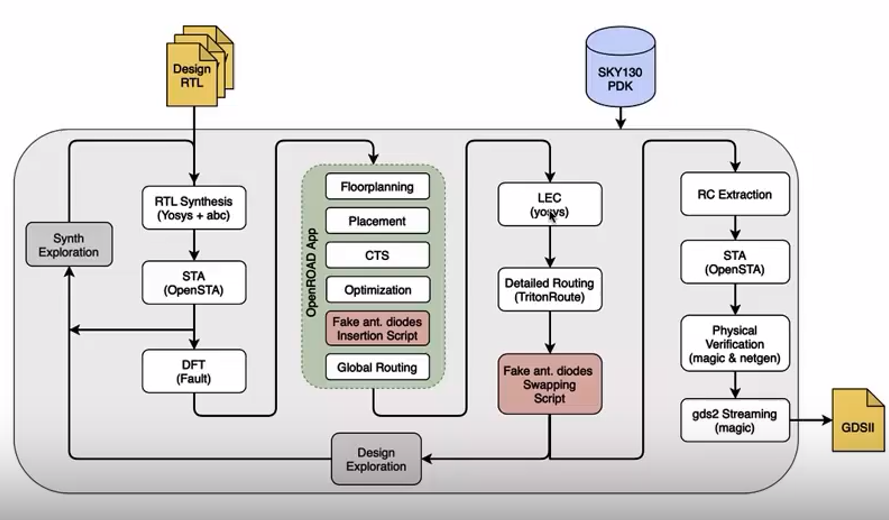 Design
RTL
SKY130
PDK
RTL Synthesis
(Yosys + abc)
Synth
Exploration
STA
(OpenSTA)
DFT
(Fault)
OpenROAD App
Floorplanning
Placement
CTS
Optimization
Fake ant. diodes
Insertion Script
Global Routing
LEC
(yosys)
Detailed Routing
(TritonRoute)
Fake ant. diodes
Swapping
Script
Design
Exploration
RC Extraction
STA
(OpenSTA)
Physical
Verification
(magic & netgen)
gds2 Streaming
(magic)
GDSII